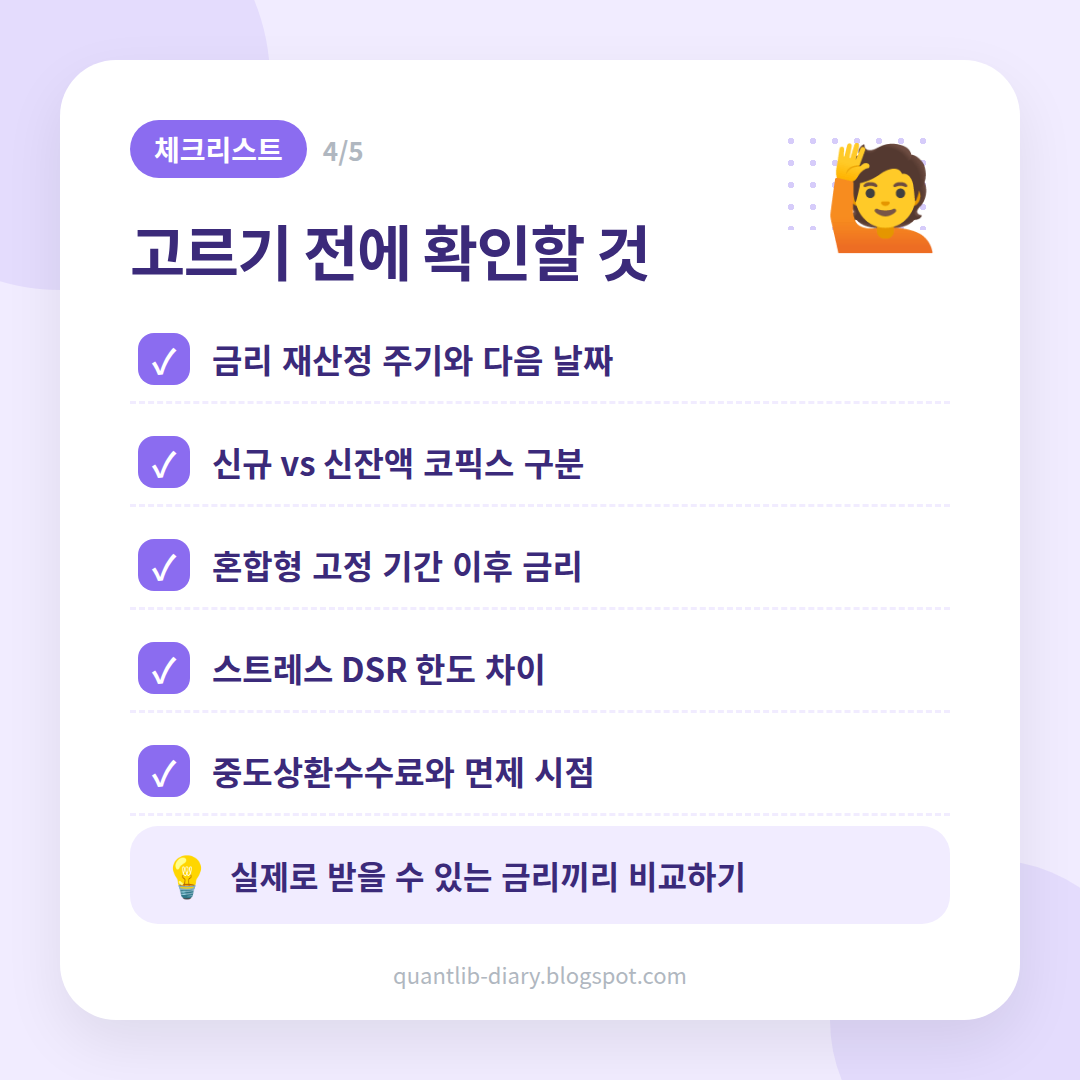 체크리스트 4/5
고르기 전에 확인할 것
금리 재산정 주기와 다음 날짜
신규 vs 신잔액 코픽스 구분
혼합형 고정 기간 이후 금리
스트레스 DSR 한도 차이
중도상환수수료와 면제 시점
실제로 받을 수 있는 금리끼리 비교하기
quantlib-diary.blogspot.com